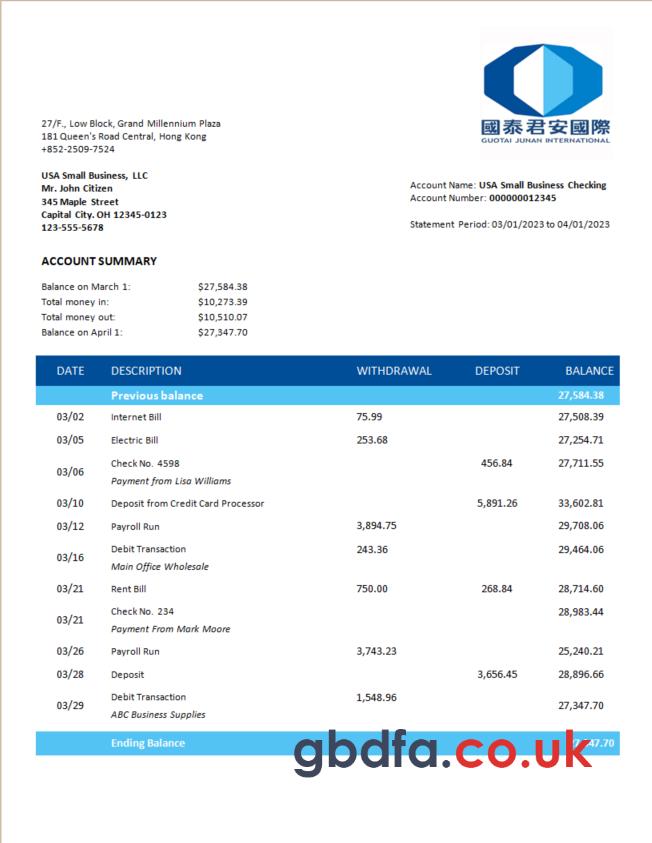 國泰君安國際
GUOTAI JUNAN INTERNATIONAL
27/F., Low Block, Grand Millennium Plaza
181 Queen's Road Central, Hong Kong
+852-2509-7524
USA Small Business, LLC
Mr. John Citizen
345 Maple Street
Capital City. OH 12345-0123
123-555-5678
Account Name: USA Small Business Checking
Account Number: 000000012345
Statement Period: 03/01/2023 to 04/01/2023
ACCOUNT SUMMARY
Balance on March 1: $27,584.38
Total money in: $10,273.39
Total money out: $10,510.07
Balance on April 1: $27,347.70
DATE DESCRIPTION WITHDRAWAL DEPOSIT BALANCE
Previous balance 27,584.38
03/02 Internet Bill 75.99 27,508.39
03/05 Electric Bill 253.68 27,254.71
03/06 Check No. 4598 456.84 27,711.55
Payment from Lisa Williams
03/10 Deposit from Credit Card Processor 5,891.26 33,602.81
03/12 Payroll Run 3,894.75 29,708.06
03/16 Debit Transaction 243.36 29,464.06
Main Office Wholesale
03/21 Rent Bill 750.00 268.84 28,714.60
03/21 Check No. 234 28,983.44
Payment From Mark Moore
03/26 Payroll Run 3,743.23 25,240.21
03/28 Deposit 3,656.45 28,896.66
03/29 Debit Transaction 1,548.96 27,347.70
ABC Business Supplies
Ending Balance
gbdfa.co.uk